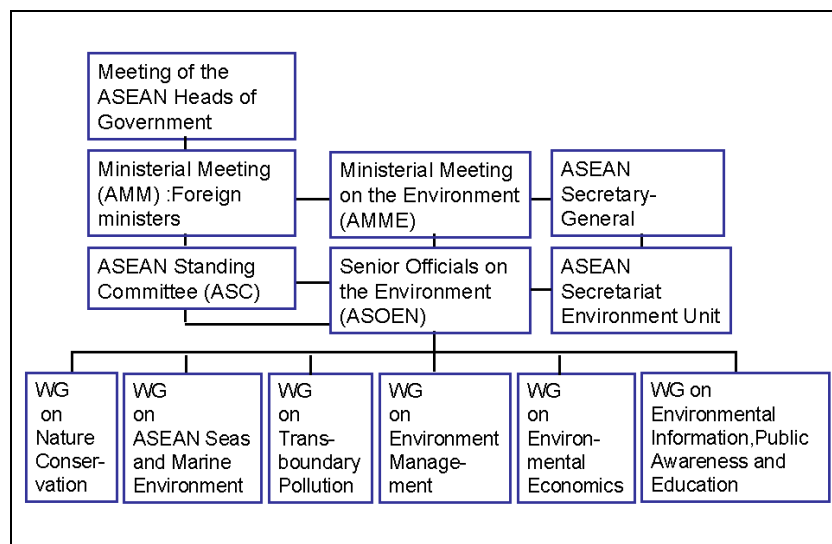 Meeting of the
ASEAN Heads of
Government
Ministerial Meeting
(AMM) :Foreign
ministers
Ministerial Meeting
on the Environment
(AMME)
ASEAN
Secretary-
General
ASEAN Standing
Committee (ASC)
Senior Officials on
the Environment
(ASOEN)
ASEAN
Secretariat
Environment Unit
WG
on
Nature
Conser-
vation
WG
on
ASEAN Seas
and Marine
Environment
WG
on
Trans-
boundary
Pollution
WG
on
Environment
Manage-
ment
WG
on
Environ-
mental
Economics
WG on
Environmental
Information,Public
Awareness and
Education